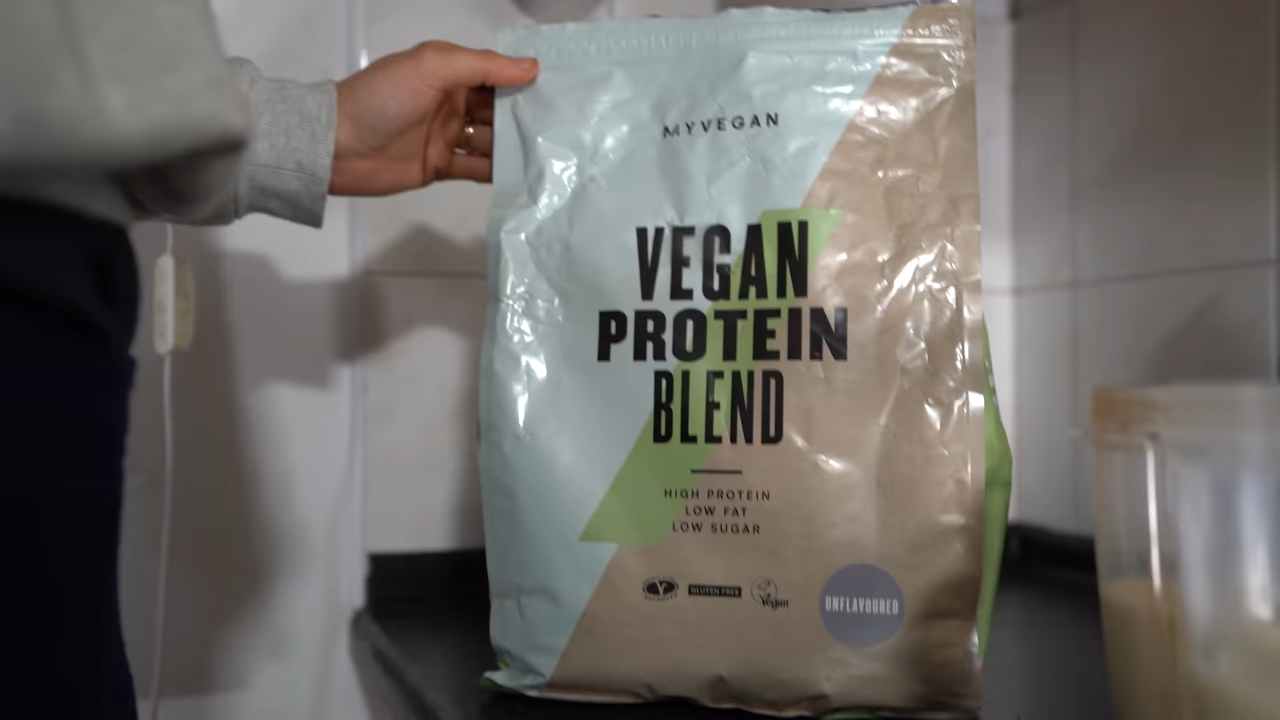 MYVEGAN
VEGAN
PROTEIN
BLEND
HIGH PROTEIN
LOW FAT
LOW SUGAR
GLUTEN FREE
Vegan
UNFLAVOURED